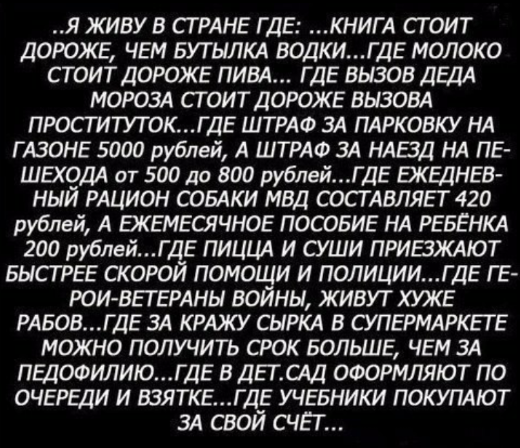 ..Я ЖИВУ В СТРАНЕ ГДЕ: ...КНИГА СТОИТ
ДОРОЖЕ, ЧЕМ БУТЫЛКА ВОДКИ...ГДЕ МОЛОКО
СТОИТ ДОРОЖЕ ПИВА... ГДЕ ВЫЗОВ ДЕДА
МОРОЗА СТОИТ ДОРОЖЕ ВЫЗОВА
ПРОСТИТУТОК...ГДЕ ШТРАФ ЗА ПАРКОВКУ НА
ГАЗОНЕ 5000 рублей, А ШТРАФ ЗА НАЕЗД НА ПЕ-
ШЕХОДА от 500 до 800 рублей...ГДЕ ЕЖЕДНЕВ-
НЫЙ РАЦИОН СОБАКИ МВД СОСТАВЛЯЕТ 420
рублей, А ЕЖЕМЕСЯЧНОЕ ПОСОБИЕ НА РЕБЁНКА
200 рублей...ГДЕ ПИЦЦА И СУШИ ПРИЕЗЖАЮТ
БЫСТРЕЕ СКОРОЙ ПОМОЩИ И ПОЛИЦИИ...ГДЕ ГЕ-
РОИ-ВЕТЕРАНЫ ВОЙНЫ, ЖИВУТ ХУЖЕ
РАБОВ...ГДЕ ЗА КРАЖУ СЫРКА В СУПЕРМАРКЕТЕ
МОЖНО ПОЛУЧИТЬ СРОК БОЛЬШЕ, ЧЕМ ЗА
ПЕДОФИЛИЮ...ГДЕ В ДЕТ.САД ОФОРМЛЯЮТ ПО
ОЧЕРЕДИ И ВЗЯТКЕ...ГДЕ УЧЕБНИКИ ПОКУПАЮТ
ЗА СВОЙ СЧЁТ...